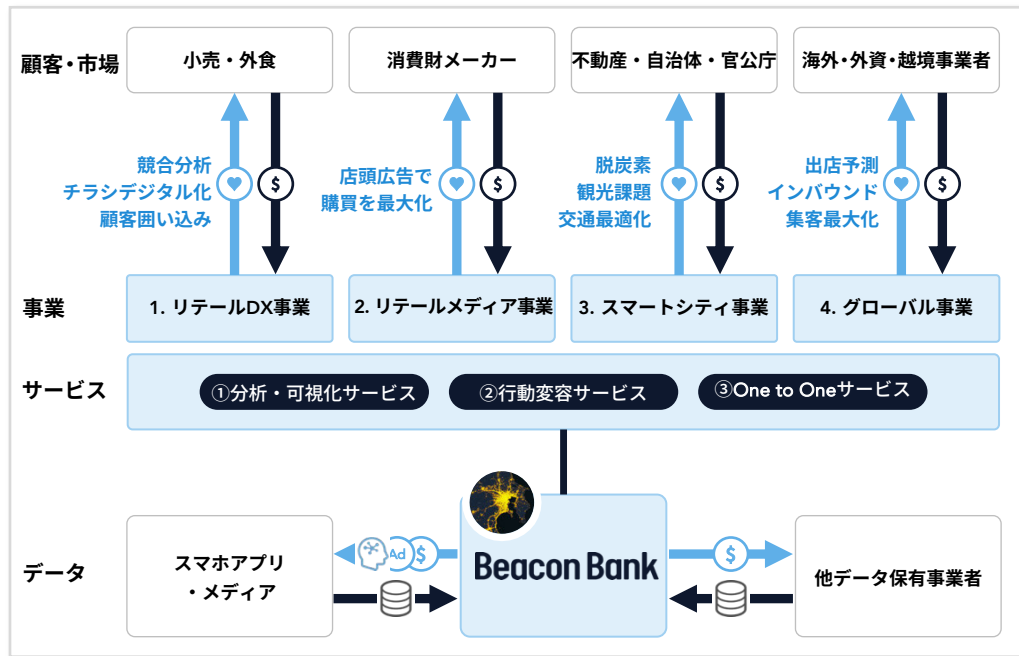 顧客・市場
小売・外食
消費財メーカー
不動産・自治体・官公庁
海外・外資・越境事業者
競合分析
チラシデジタル化
顧客囲い込み
$
店頭広告で
購買を最大化
$
脱炭素
観光課題
交通最適化
$
出店予測
インバウンド
集客最大化
$
事業
1. リテールDX事業
2. リテールメディア事業
3. スマートシティ事業
4. グローバル事業
サービス
①分析・可視化サービス
②行動変容サービス
③One to Oneサービス
データ
スマホアプリ
・メディア
Ad
$
Beacon Bank
$
他データ保有事業者